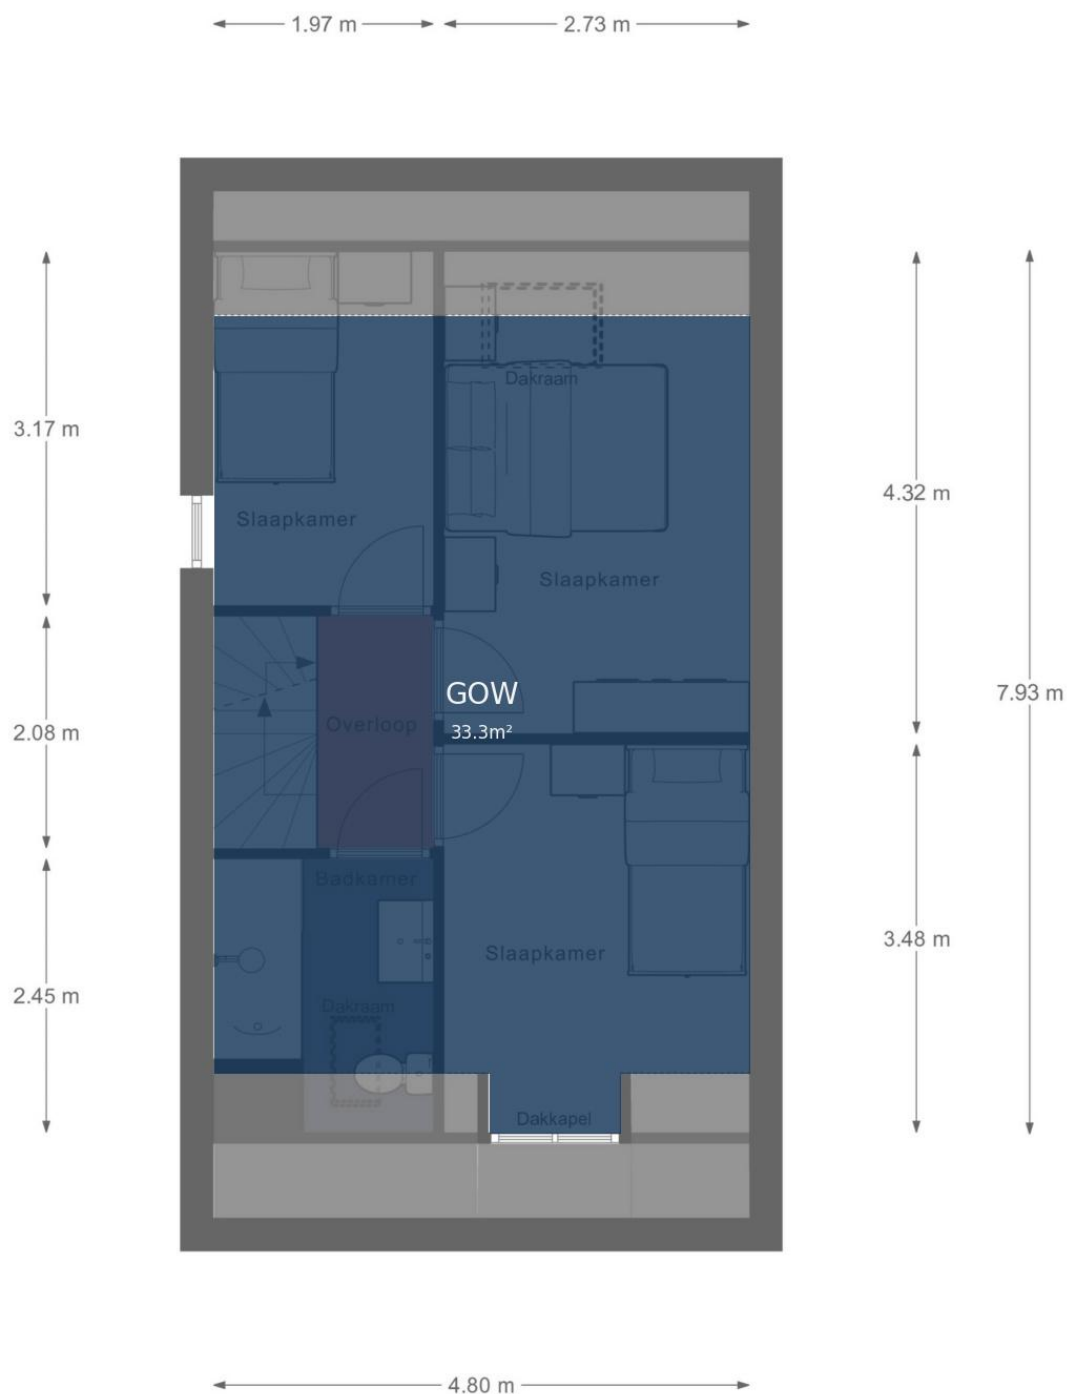 1.97 m
2.73 m
Dakraam
3.17 m
4.32 m
Slaapkamer
Slaapkamer
GOW
7.93 m
Overloop
33.3m²
2.08 m
Badkamer
3.48 m
Slaapkamer
2.45 m
Dakraam
Dakkapel
4.80 m